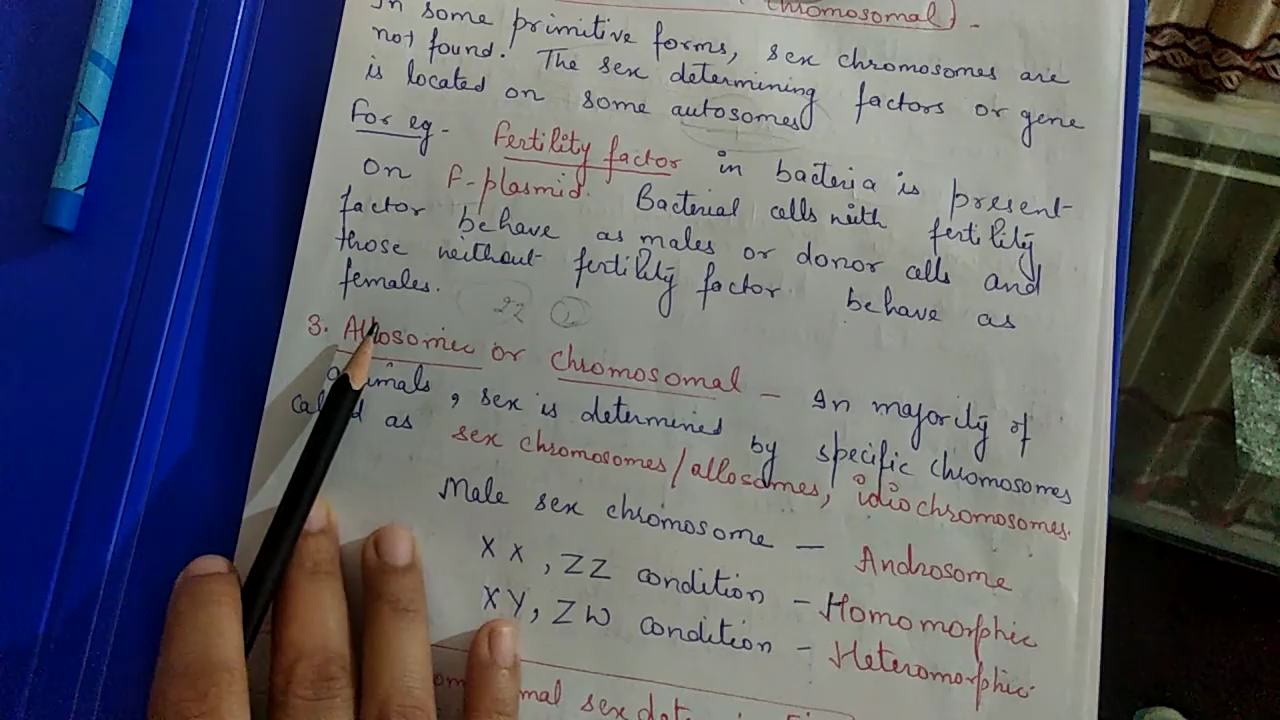 (Chromosomal) -
In some primitive forms, sex chromosomes are
not found. The sex determining factors or gene
is located on some autosomes
For eg - Fertility factor in bacteria is present
on F-plasmid. Bacterial cells with fertility
factor behave as males or donor cells and
those without fertility factor behave as
females.
22
3. Allosomic or Chromosomal - In majority of
animals, sex is determined by specific chromosomes
called as sex chromosomes/allosomes, idiochromosomes.
Male sex chromosome - Androsome
XX, ZZ condition - Homomorphic
XY, ZW condition - Heteromorphic